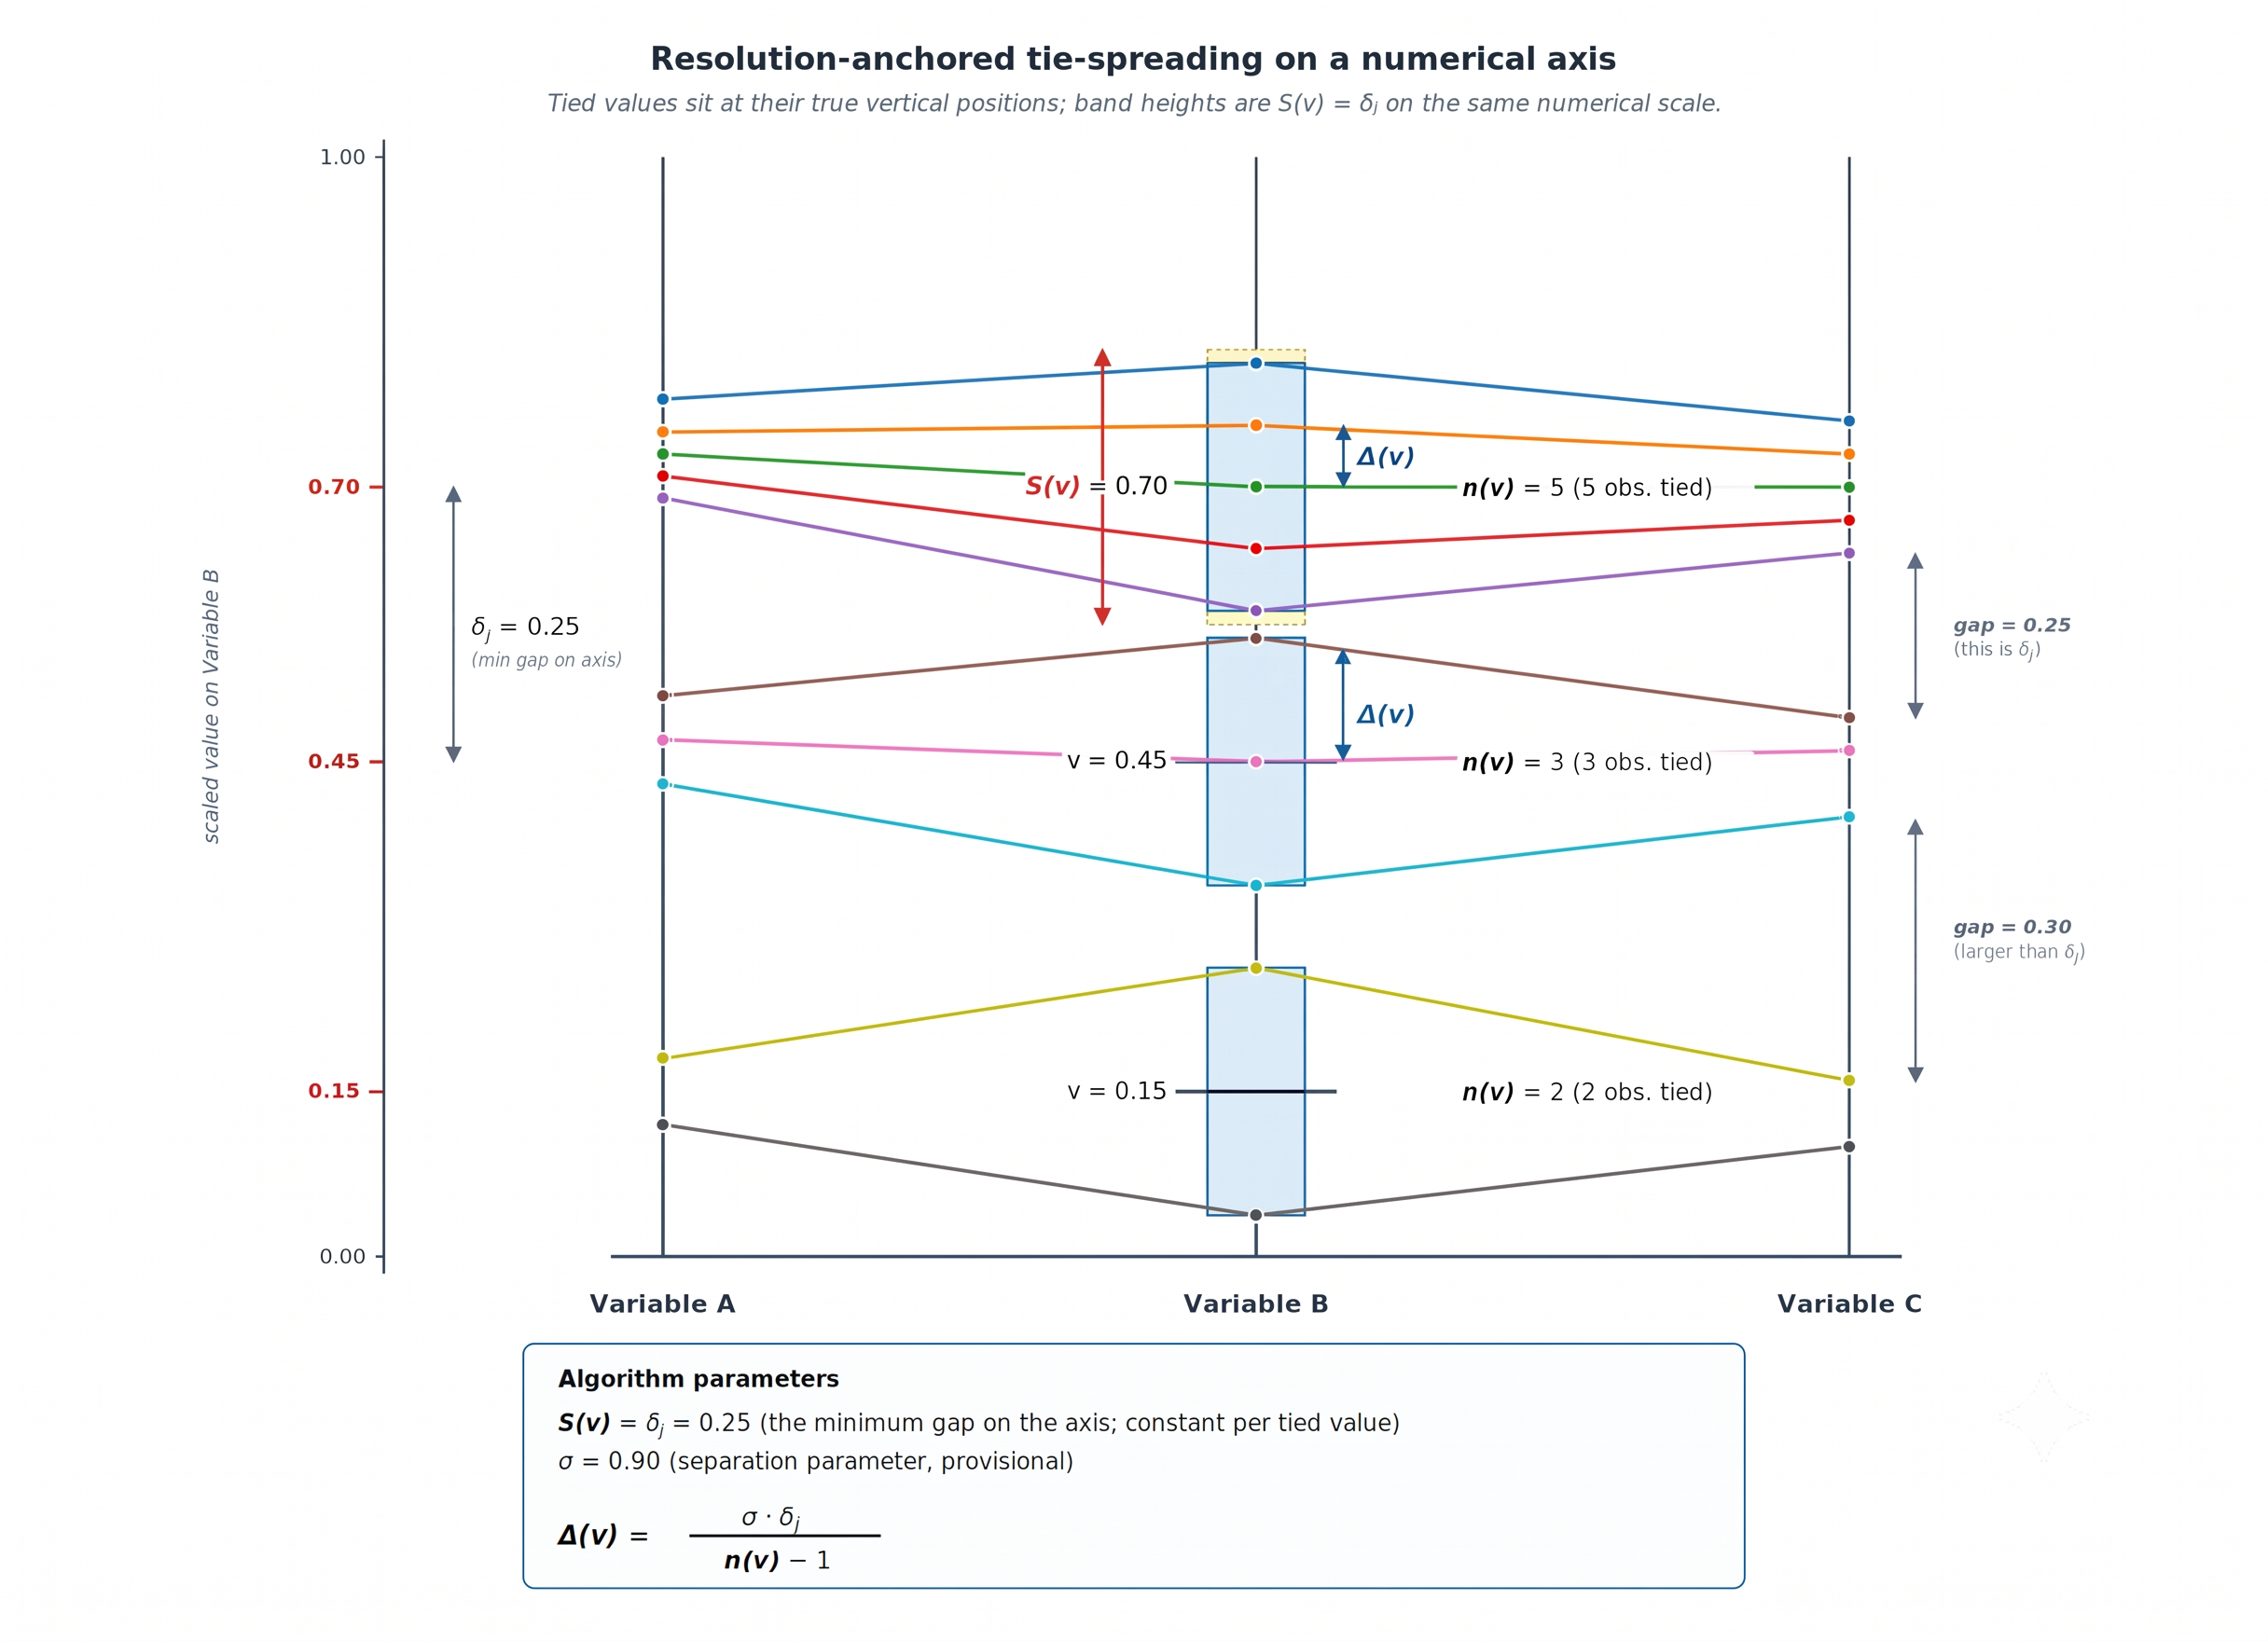 Resolution-anchored tie-spreading on a numerical axis
Tied values sit at their true vertical positions; band heights are S(v) = δⱼ on the same numerical scale.
1.00
0.70
0.45
0.15
0.00
scaled value on Variable B
δⱼ = 0.25
(min gap on axis)
S(v) = 0.70
Δ(v)
n(v) = 5 (5 obs. tied)
gap = 0.25
(this is δⱼ)
Δ(v)
v = 0.45
n(v) = 3 (3 obs. tied)
gap = 0.30
(larger than δⱼ)
v = 0.15
n(v) = 2 (2 obs. tied)
Variable A
Variable B
Variable C
Algorithm parameters
S(v) = δⱼ = 0.25 (the minimum gap on the axis; constant per tied value)
σ = 0.90 (separation parameter, provisional)
σ · δⱼ
Δ(v) =
n(v) − 1